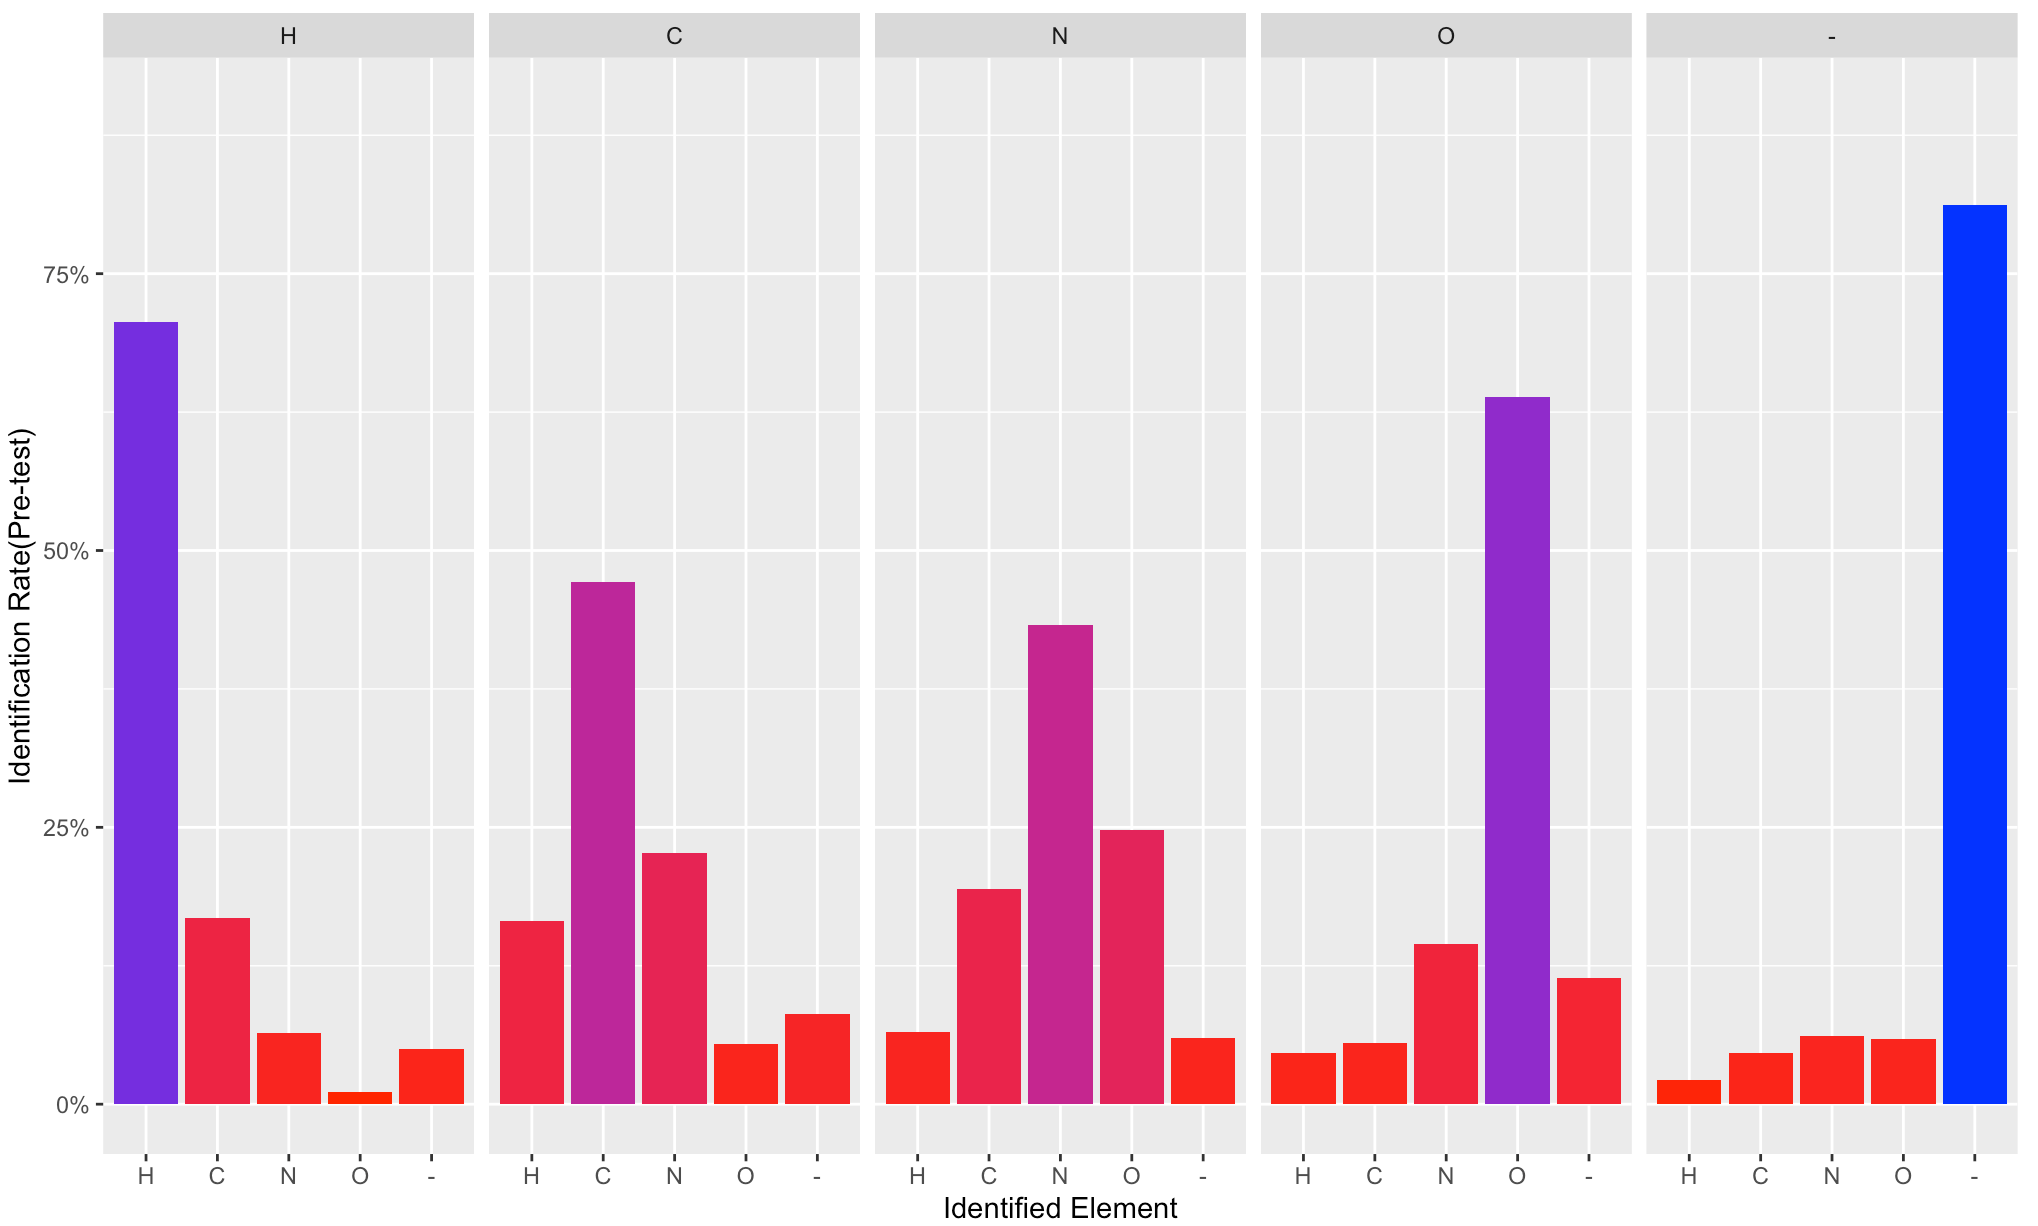 H C N O -
Identification Rate(Pre-test)
75%
50%
25%
0%
H C N O - H C N O - H C N O - H C N O - H C N O -
Identified Element